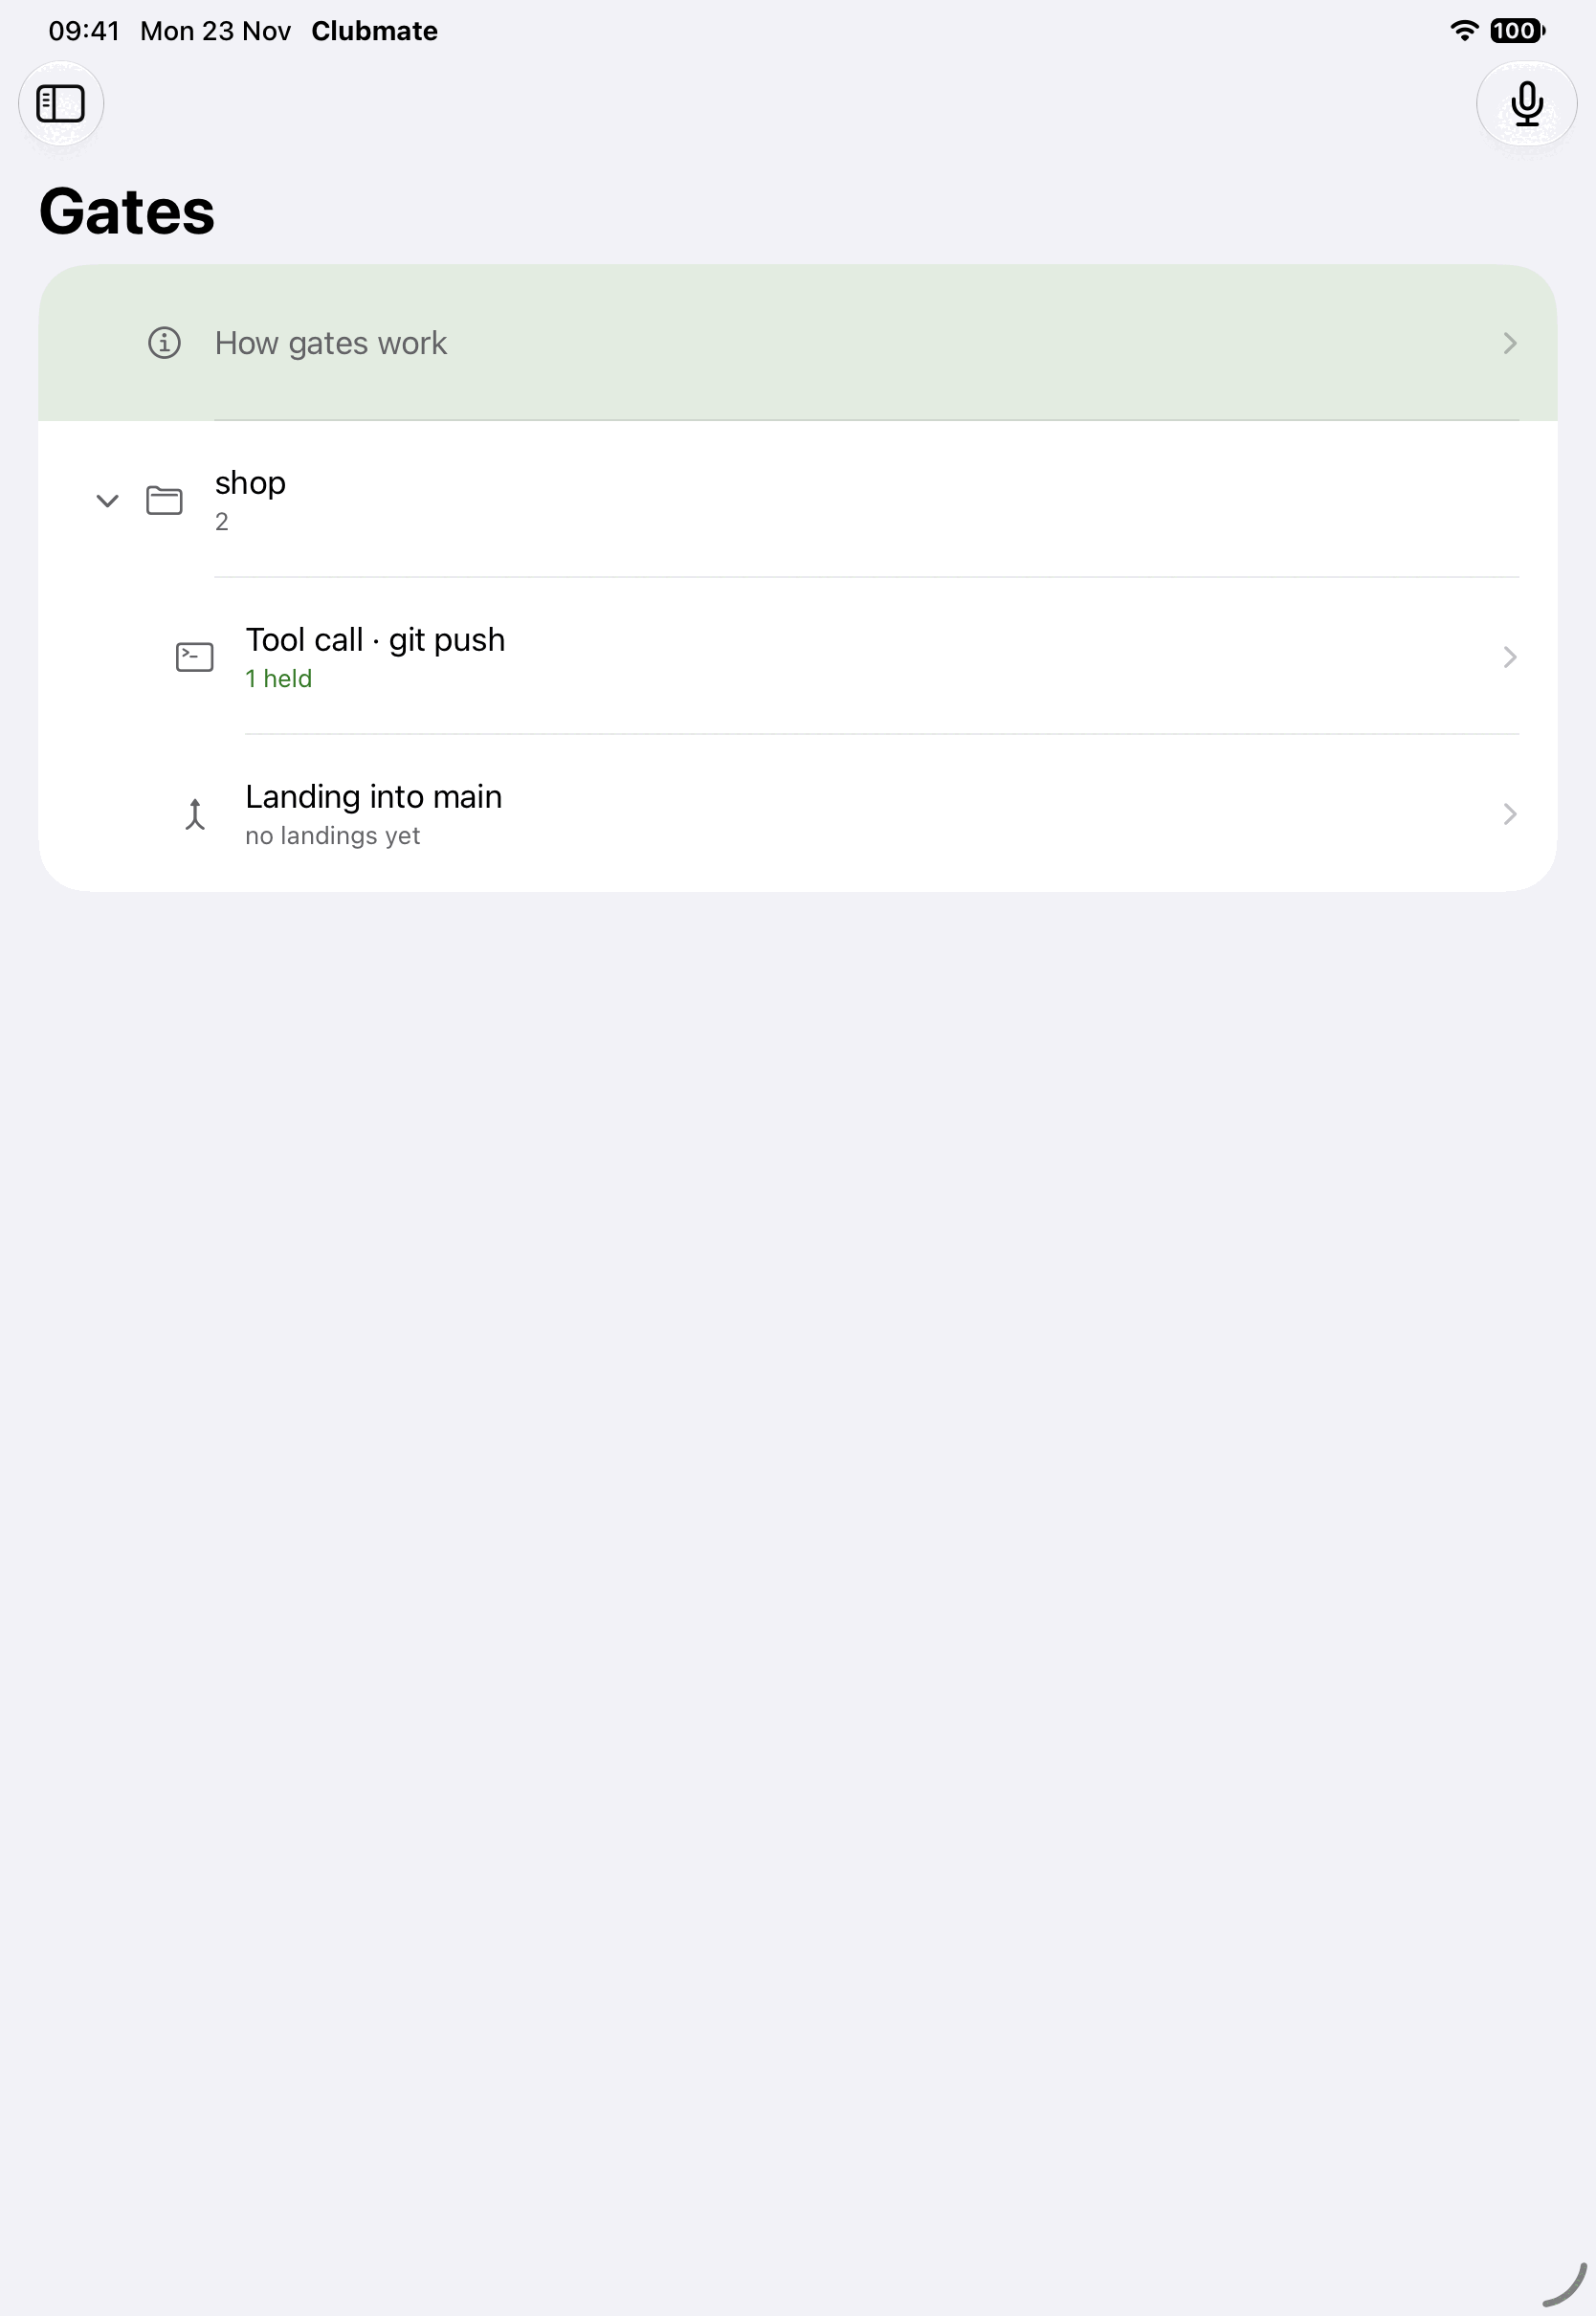 09:41 Mon 23 Nov Clubmate
100
Gates
How gates work
shop
2
Tool call · git push
1 held
Landing into main
no landings yet